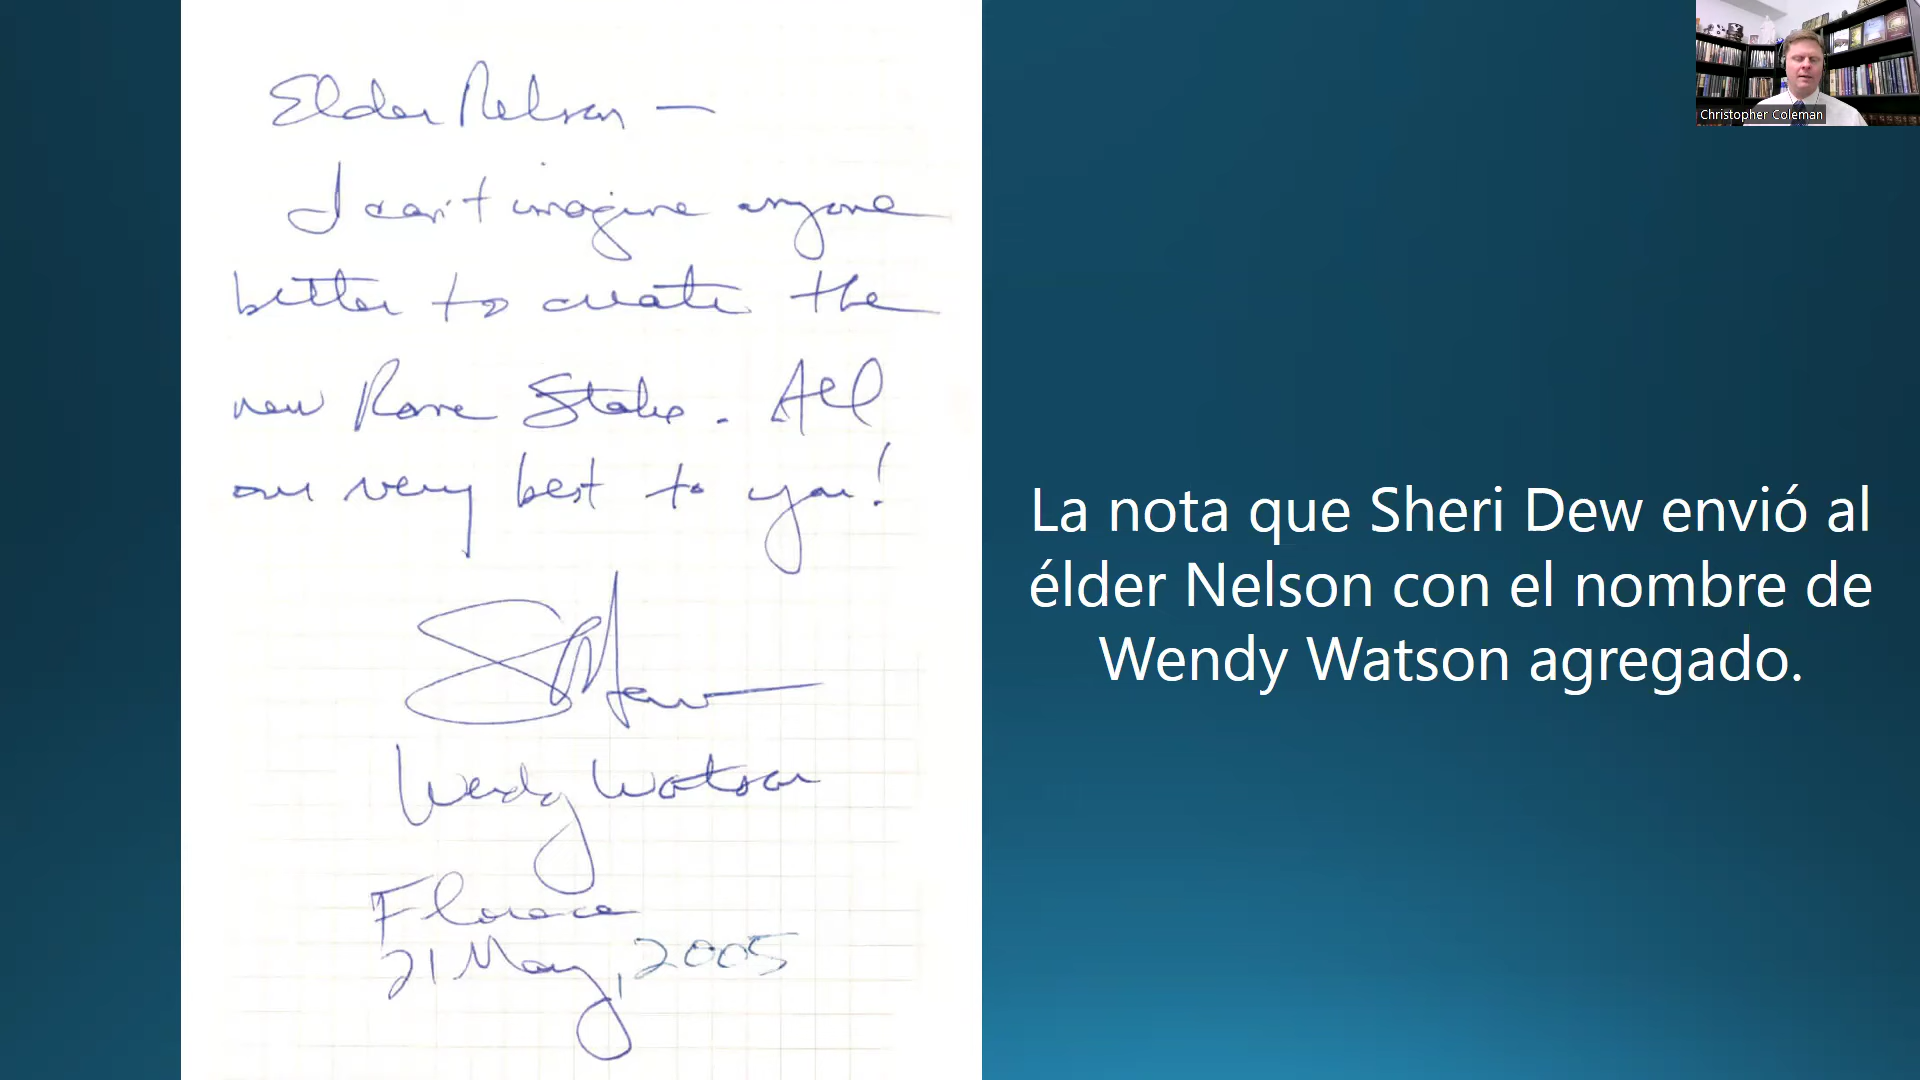 Elder Nelson —
I can't imagine anyone
better to create the
new Rome Stake. All
our very best to you!
SDew
Wendy Watson
Florence
21 May, 2005
La nota que Sheri Dew envió al
élder Nelson con el nombre de
Wendy Watson agregado.
Christopher Coleman